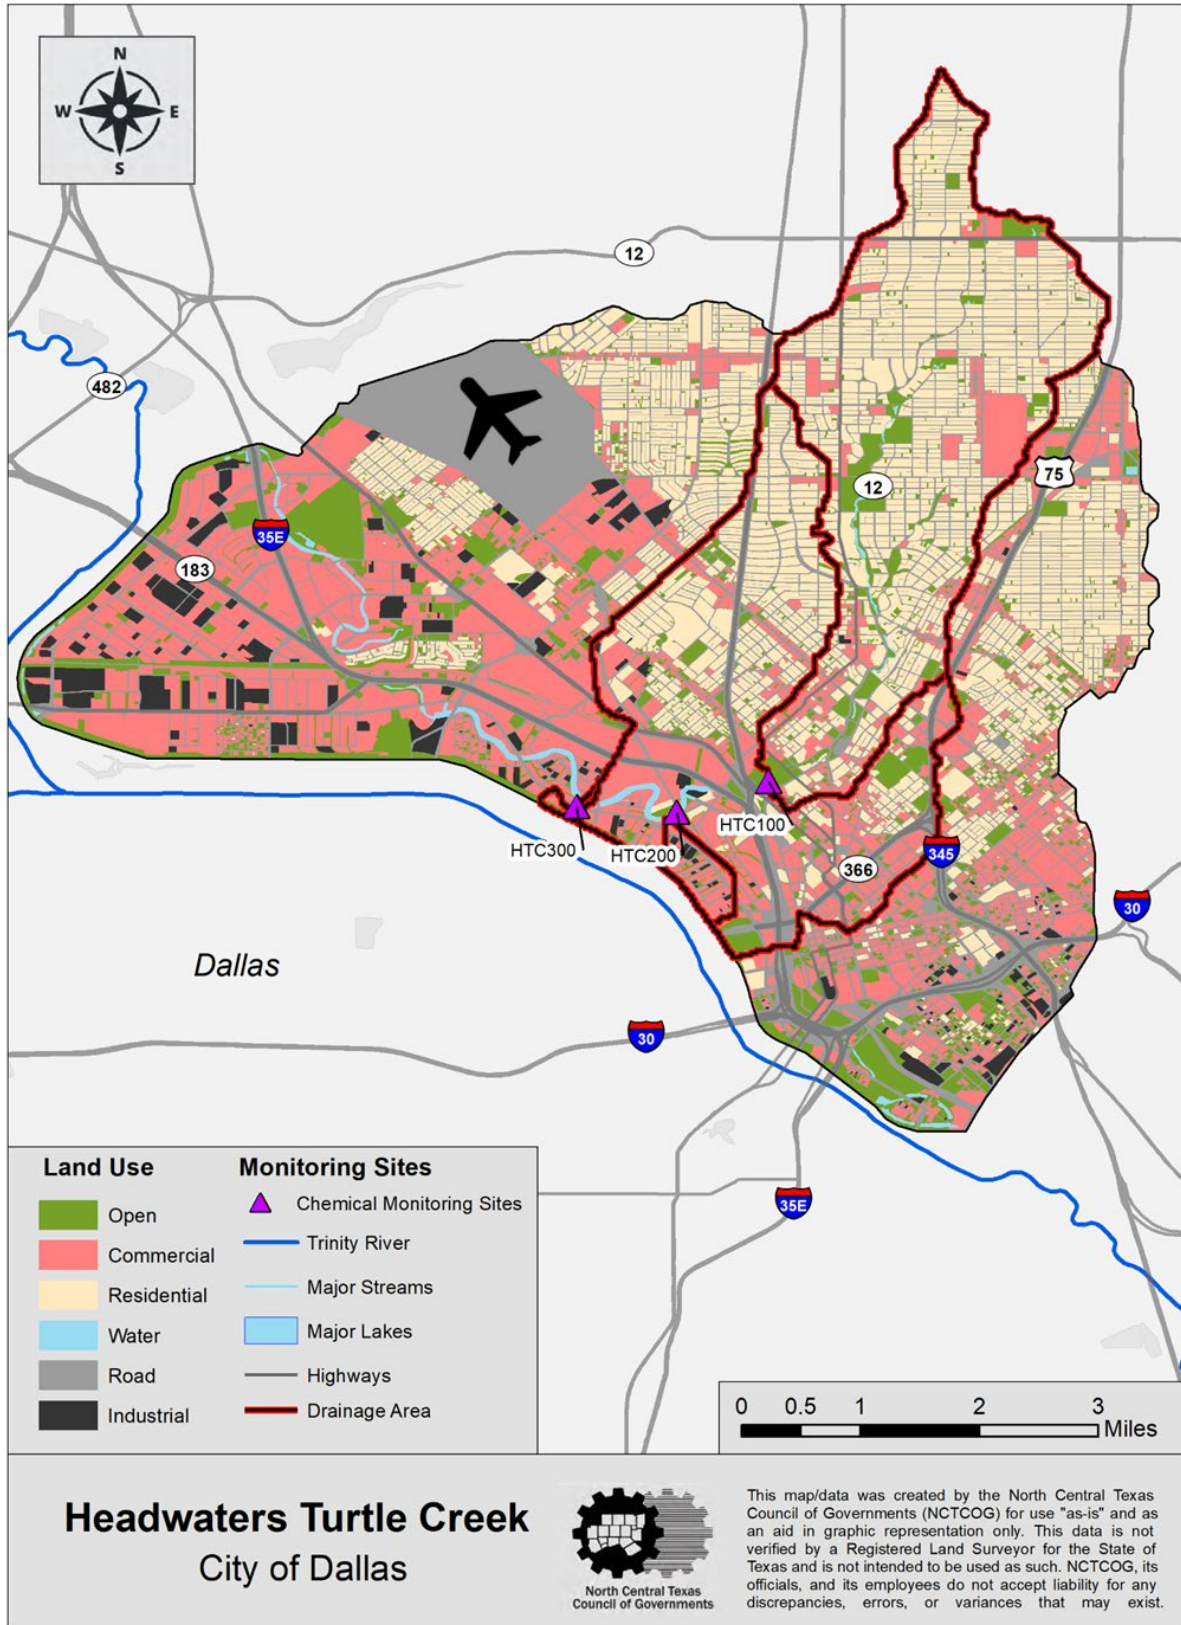 N
W
E
S
12
482
12
75
35E
183
HTC100
HTC300
HTC200
366
345
30
Dallas
30
35E
Land Use
Open
Commercial
Residential
Water
Road
Industrial
Monitoring Sites
Chemical Monitoring Sites
Trinity River
Major Streams
Major Lakes
Highways
Drainage Area
0 0.5 1 2 3
Miles
Headwaters Turtle Creek
City of Dallas
North Central Texas
Council of Governments
This map/data was created by the North Central Texas
Council of Governments (NCTCOG) for use "as-is" and as
an aid in graphic representation only. This data is not
verified by a Registered Land Surveyor for the State of
Texas and is not intended to be used as such. NCTCOG, its
officials, and its employees do not accept liability for any
discrepancies, errors, or variances that may exist.